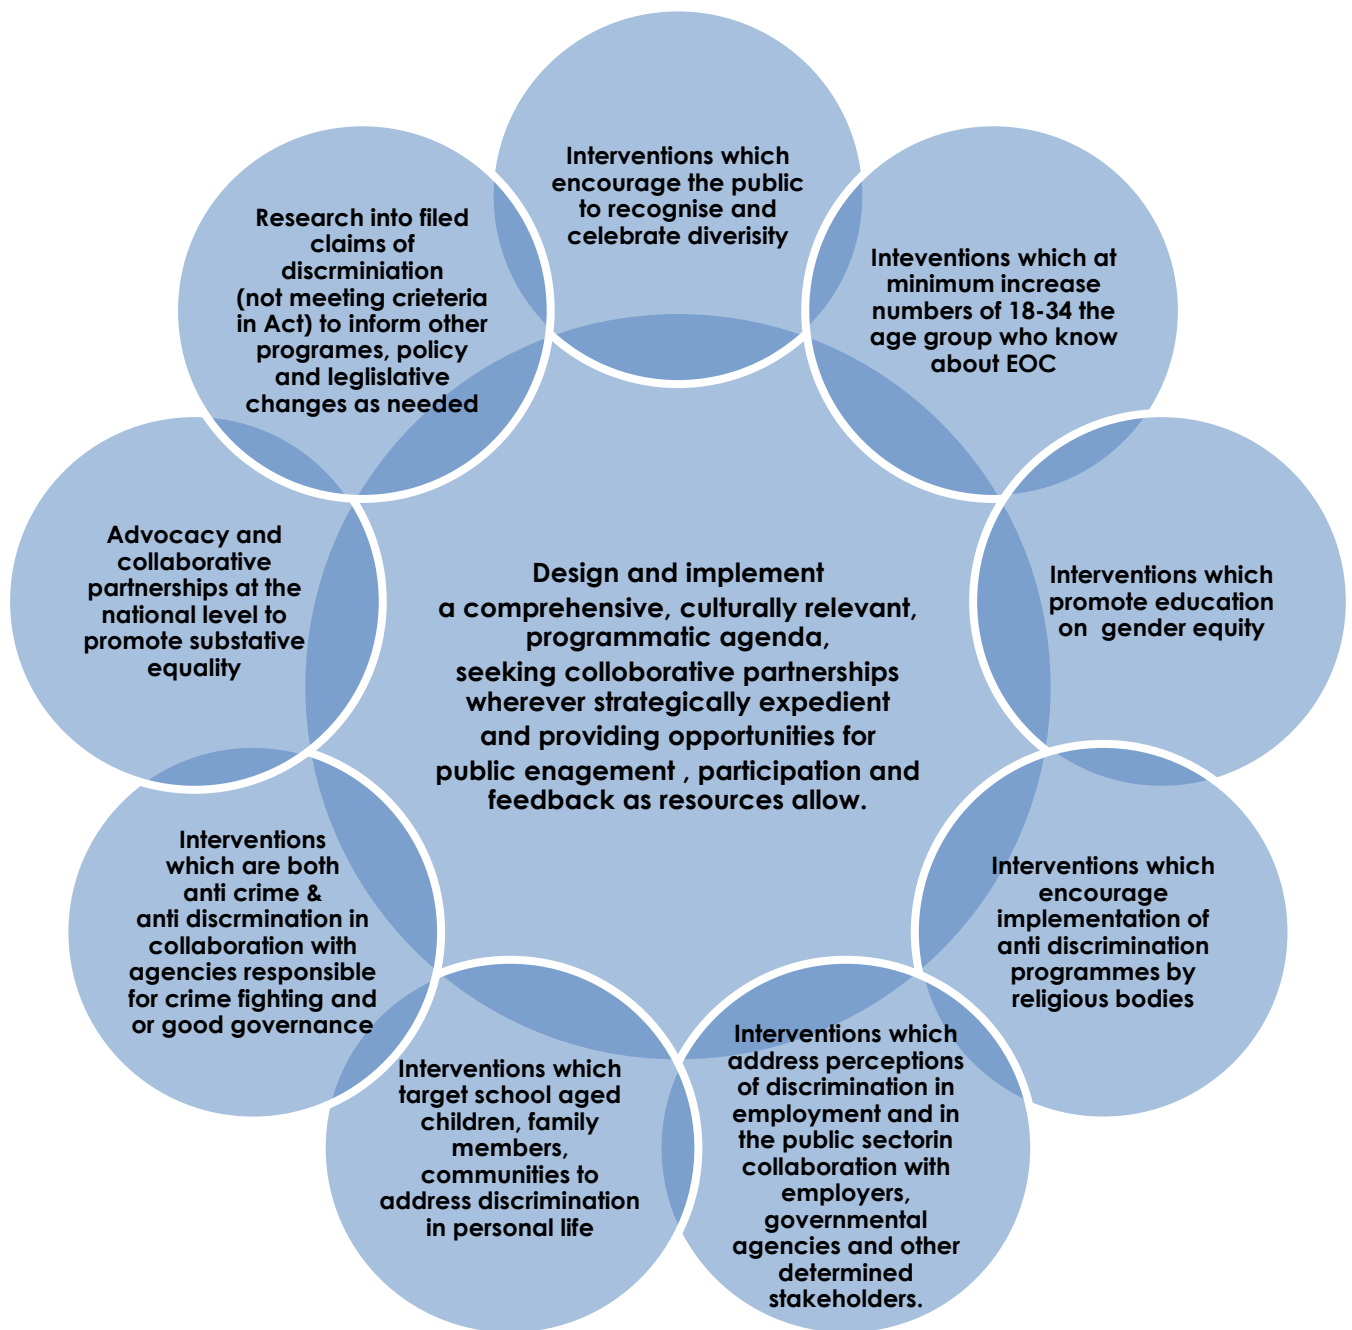 Interventions which
encourage the public
to recognise and
celebrate diverisity
Inteventions which at
minimum increase
numbers of 18-34 the
age group who know
about EOC
Interventions which
promote education
on gender equity
Interventions which
encourage
implementation of
anti discrimination
programmes by
religious bodies
Interventions which
address perceptions
of discrimination in
employment and in
the public sectorin
collaboration with
employers,
governmental
agencies and other
determined
stakeholders.
Interventions which
target school aged
children, family
members,
communities to
address discrimination
in personal life
Interventions
which are both
anti crime &
anti discrmination in
collaboration with
agencies responsible
for crime fighting and
or good governance
Advocacy and
collaborative
partnerships at the
national level to
promote substative
equality
Research into filed
claims of
discrminiation
(not meeting crieteria
in Act) to inform other
programes, policy
and leglislative
changes as needed
Design and implement
a comprehensive, culturally relevant,
programmatic agenda,
seeking colloborative partnerships
wherever strategically expedient
and providing opportunities for
public enagement , participation and
feedback as resources allow.